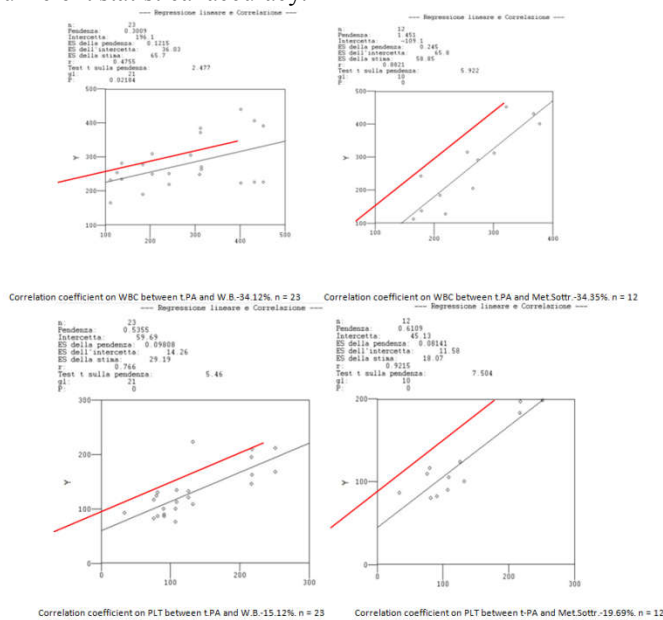 --- Regressione lineare e Correlazione ---
n: 23
Pendenza: 0.3009
Intercetta: 196.1
ES della pendenza: 0.1215
ES dell'intercetta: 36.03
ES della stima: 65.7
r: 0.4755
Test t sulla pendenza: 2.477
gl: 21
P: 0.02184
500
400
300
200
100
Y
100 200 300 400 500
--- Regressione lineare e Correlazione ---
n: 12
Pendenza: 1.451
Intercetta: -109.1
ES della pendenza: 0.245
ES dell'intercetta: 65.8
ES della stima: 58.85
r: 0.8821
Test t sulla pendenza: 5.922
gl: 10
P: 0
500
400
300
200
100
Y
100 200 300 400
Correlation coefficient on WBC between t.PA and W.B.-34.12%. n = 23
Correlation coefficient on WBC between t.PA and Met.Sottr.-34.35%. n = 12
--- Regressione lineare e Correlazione ---
n: 23
Pendenza: 0.5355
Intercetta: 59.69
ES della pendenza: 0.09808
ES dell'intercetta: 14.26
ES della stima: 29.19
r: 0.766
Test t sulla pendenza: 5.46
gl: 21
P: 0
300
200
100
0
Y
0 100 200 300
--- Regressione lineare e Correlazione ---
n: 12
Pendenza: 0.6109
Intercetta: 45.13
ES della pendenza: 0.08141
ES dell'intercetta: 11.58
ES della stima: 18.07
r: 0.9215
Test t sulla pendenza: 7.504
gl: 10
P: 0
200
100
0
Y
0 100 200 300
Correlation coefficient on PLT between t.PA and W.B.-15.12%. n = 23
Correlation coefficient on PLT between t-PA and Met.Sottr.-19.69%. n = 12